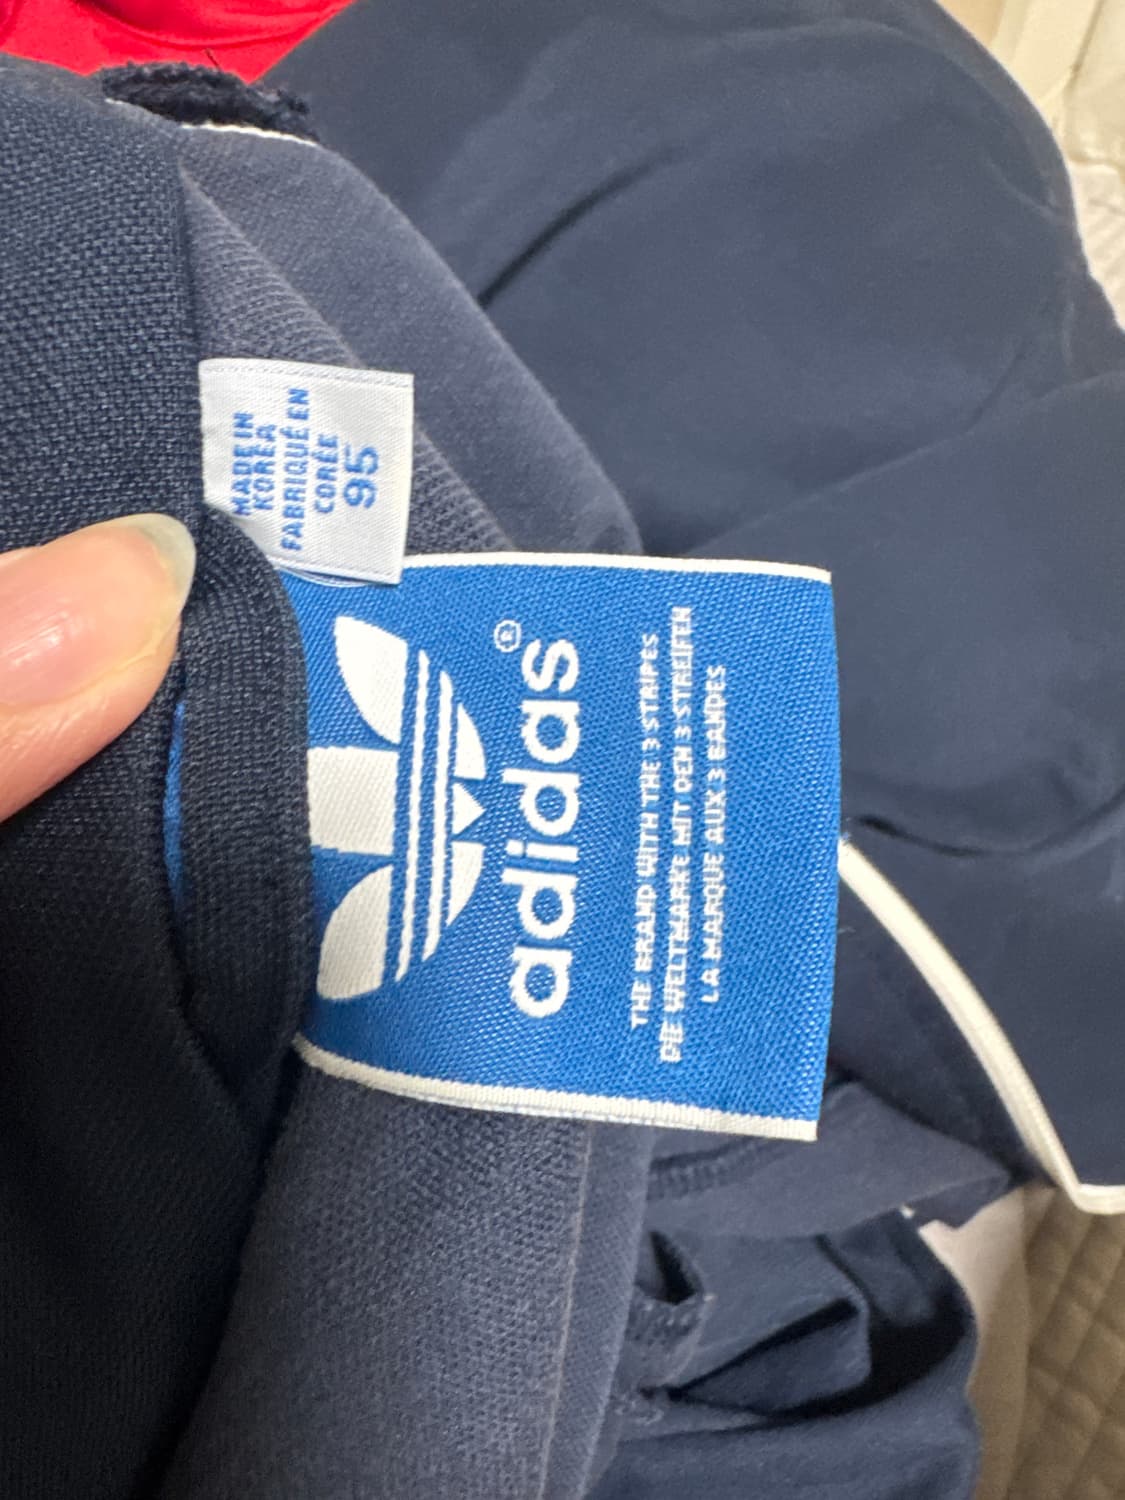 MADE IN
KOREA
FABRIQUÉ EN
CORÉE
95
adidas®
THE BRAND WITH THE 3 STRIPES
DIE WELTMARKE MIT DEN 3 STREIFEN
LA MARQUE AUX 3 BANDES